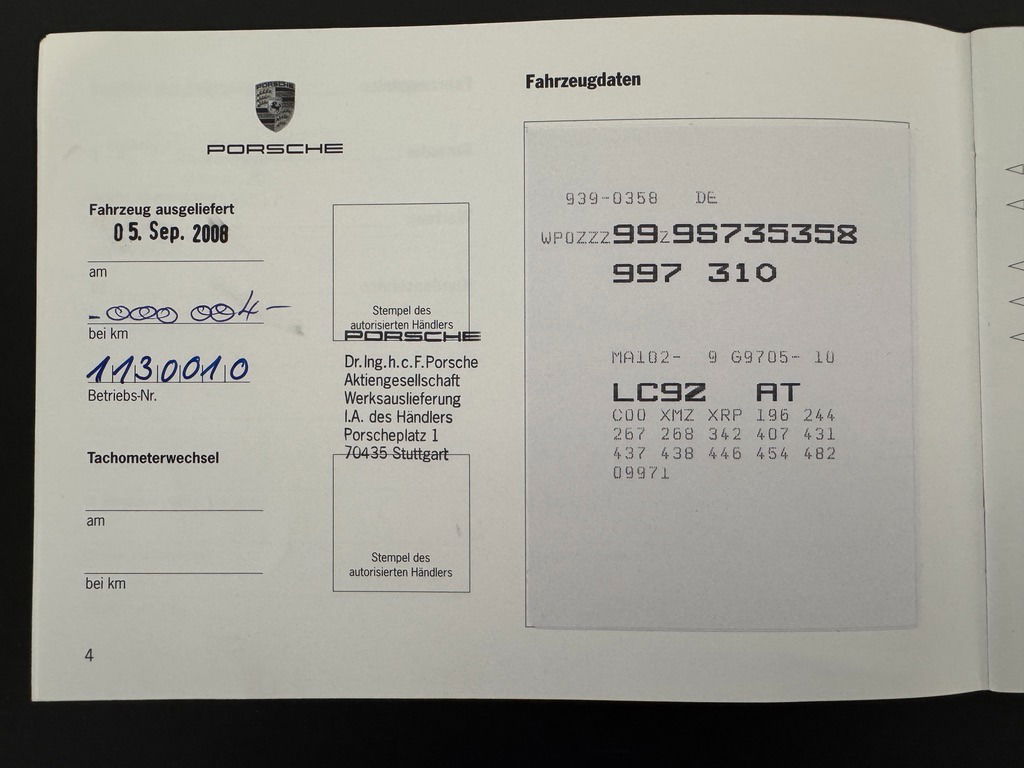 PORSCHE
PORSCHE
Fahrzeug ausgeliefert
05. Sep. 2008
am
-000 004-
bei km
1130010
Betriebs-Nr.
Tachometerwechsel
am
bei km
4
Stempel des
autorisierten Händlers
PORSCHE
Dr.Ing.h.c.F.Porsche
Aktiengesellschaft
Werksauslieferung
I.A. des Händlers
Porscheplatz 1
70435 Stuttgart
Stempel des
autorisierten Händlers
Fahrzeugdaten
939-0358 DE
WP0ZZZ99Z9S735358
997 310
MA102- 9 G9705- 10
LC9Z AT
C00 XMZ XRP 196 244
267 268 342 407 431
437 438 446 454 482
09971